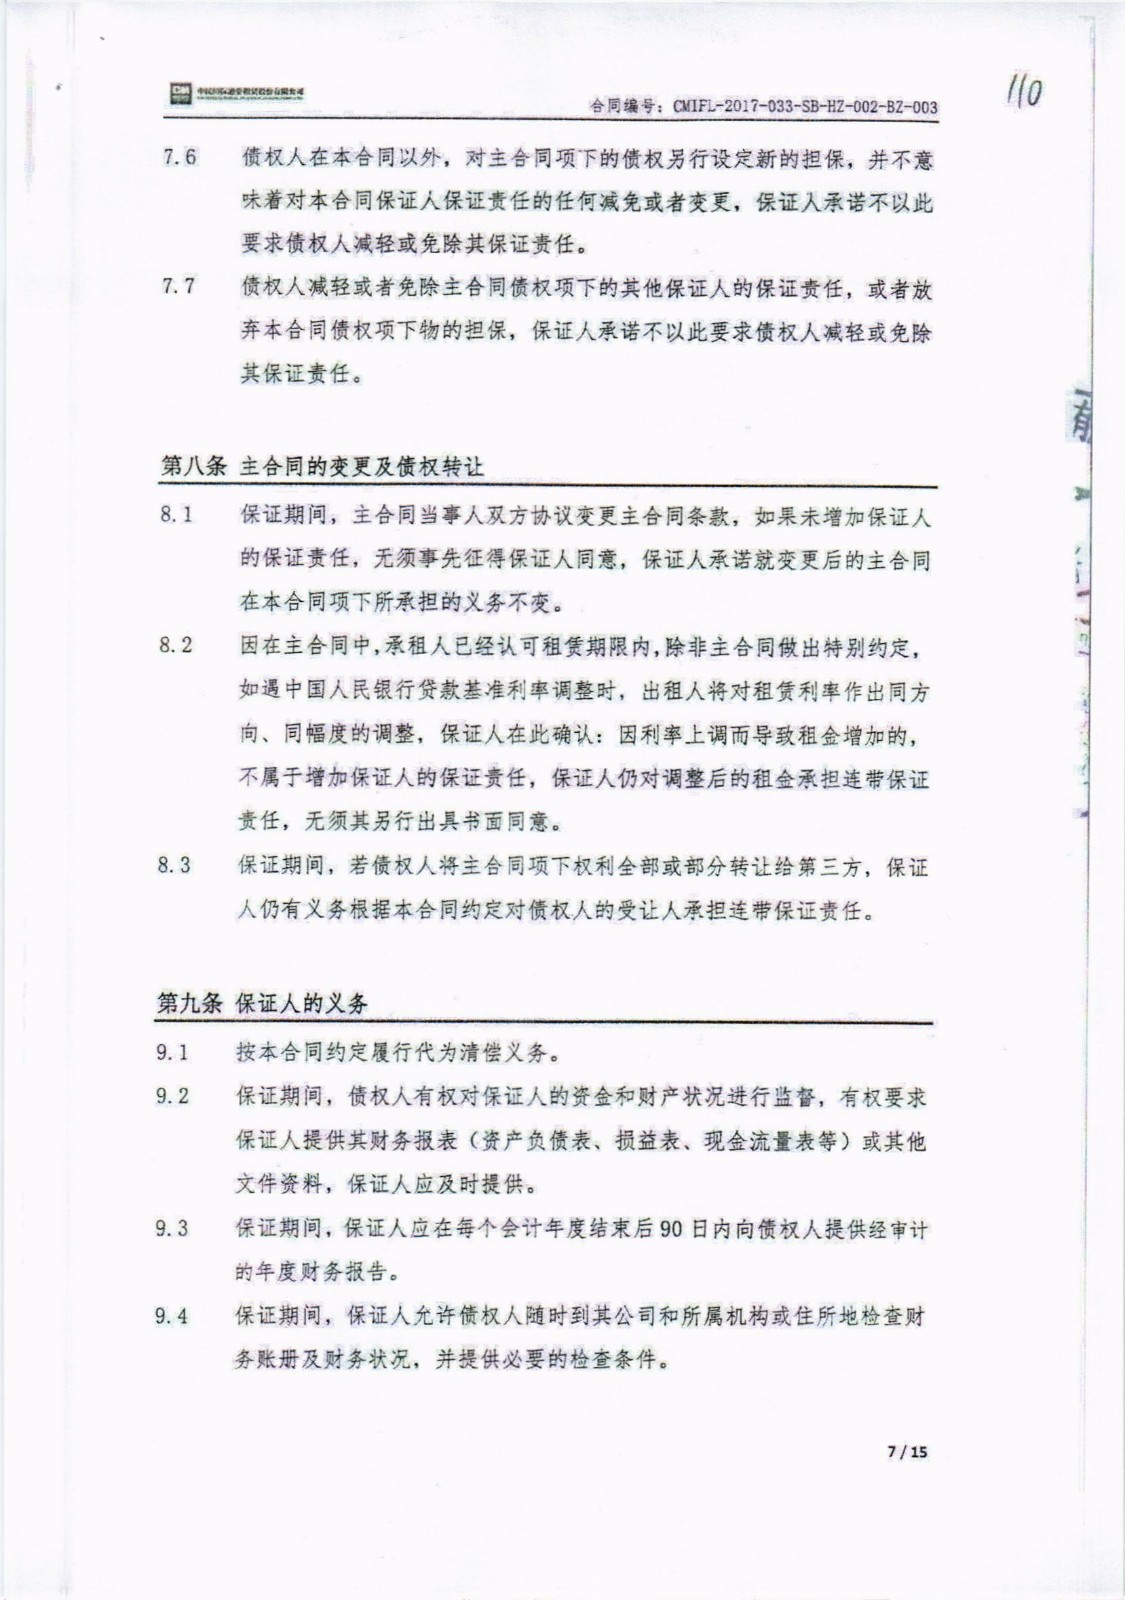 合同编号：CMIFL-2017-033-SB-HZ-002-BZ-003
110
7.6 债权人在本合同以外，对主合同项下的债权另行设定新的担保，并不意
味着对本合同保证人保证责任的任何减免或者变更，保证人承诺不以此
要求债权人减轻或免除其保证责任。
7.7 债权人减轻或者免除主合同债权项下的其他保证人的保证责任，或者放
弃本合同债权项下物的担保，保证人承诺不以此要求债权人减轻或免除
其保证责任。
第八条 主合同的变更及债权转让
8.1 保证期间，主合同当事人双方协议变更主合同条款，如果未增加保证人
的保证责任，无须事先征得保证人同意，保证人承诺就变更后的主合同
在本合同项下所承担的义务不变。
8.2 因在主合同中，承租人已经认可租赁期限内，除非主合同做出特别约定，
如遇中国人民银行贷款基准利率调整时，出租人将对租赁利率作出同方
向、同幅度的调整，保证人在此确认：因利率上调而导致租金增加的，
不属于增加保证人的保证责任，保证人仍对调整后的租金承担连带保证
责任，无须其另行出具书面同意。
8.3 保证期间，若债权人将主合同项下权利全部或部分转让给第三方，保证
人仍有义务根据本合同约定对债权人的受让人承担连带保证责任。
第九条 保证人的义务
9.1 按本合同约定履行代为清偿义务。
9.2 保证期间，债权人有权对保证人的资金和财产状况进行监督，有权要求
保证人提供其财务报表（资产负债表、损益表、现金流量表等）或其他
文件资料，保证人应及时提供。
9.3 保证期间，保证人应在每个会计年度结束后90日内向债权人提供经审计
的年度财务报告。
9.4 保证期间，保证人允许债权人随时到其公司和所属机构或住所地检查财
务账册及财务状况，并提供必要的检查条件。
7 / 15